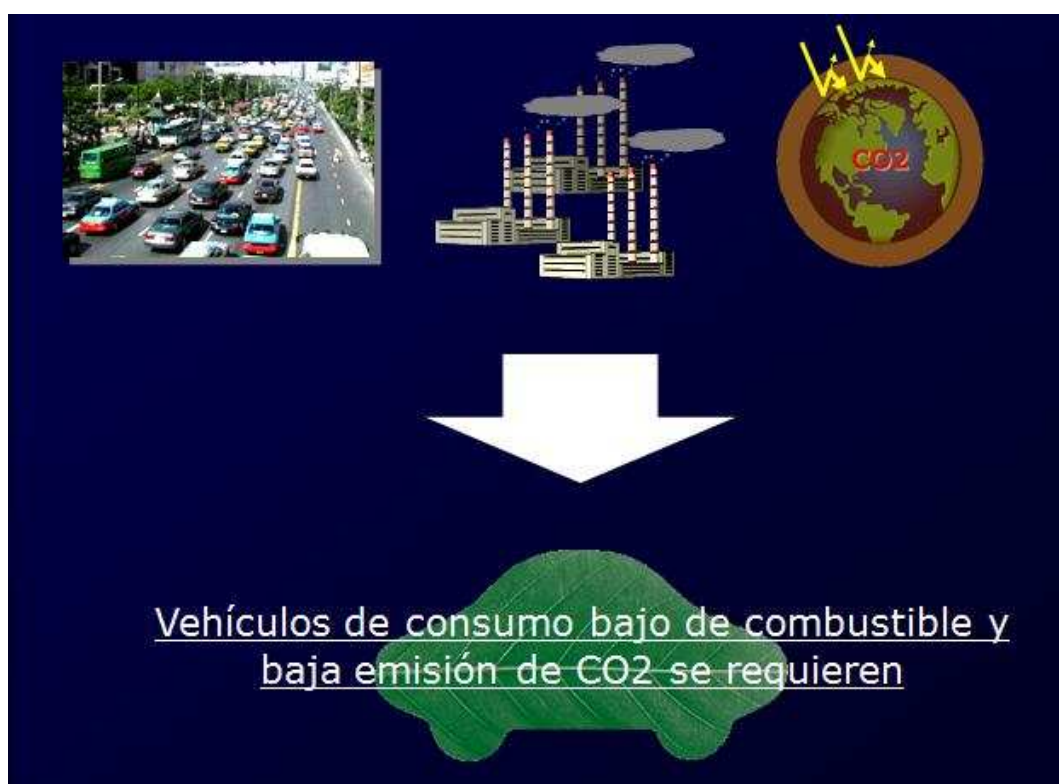 CO2
Vehículos de consumo bajo de combustible y
baja emisión de CO2 se requieren